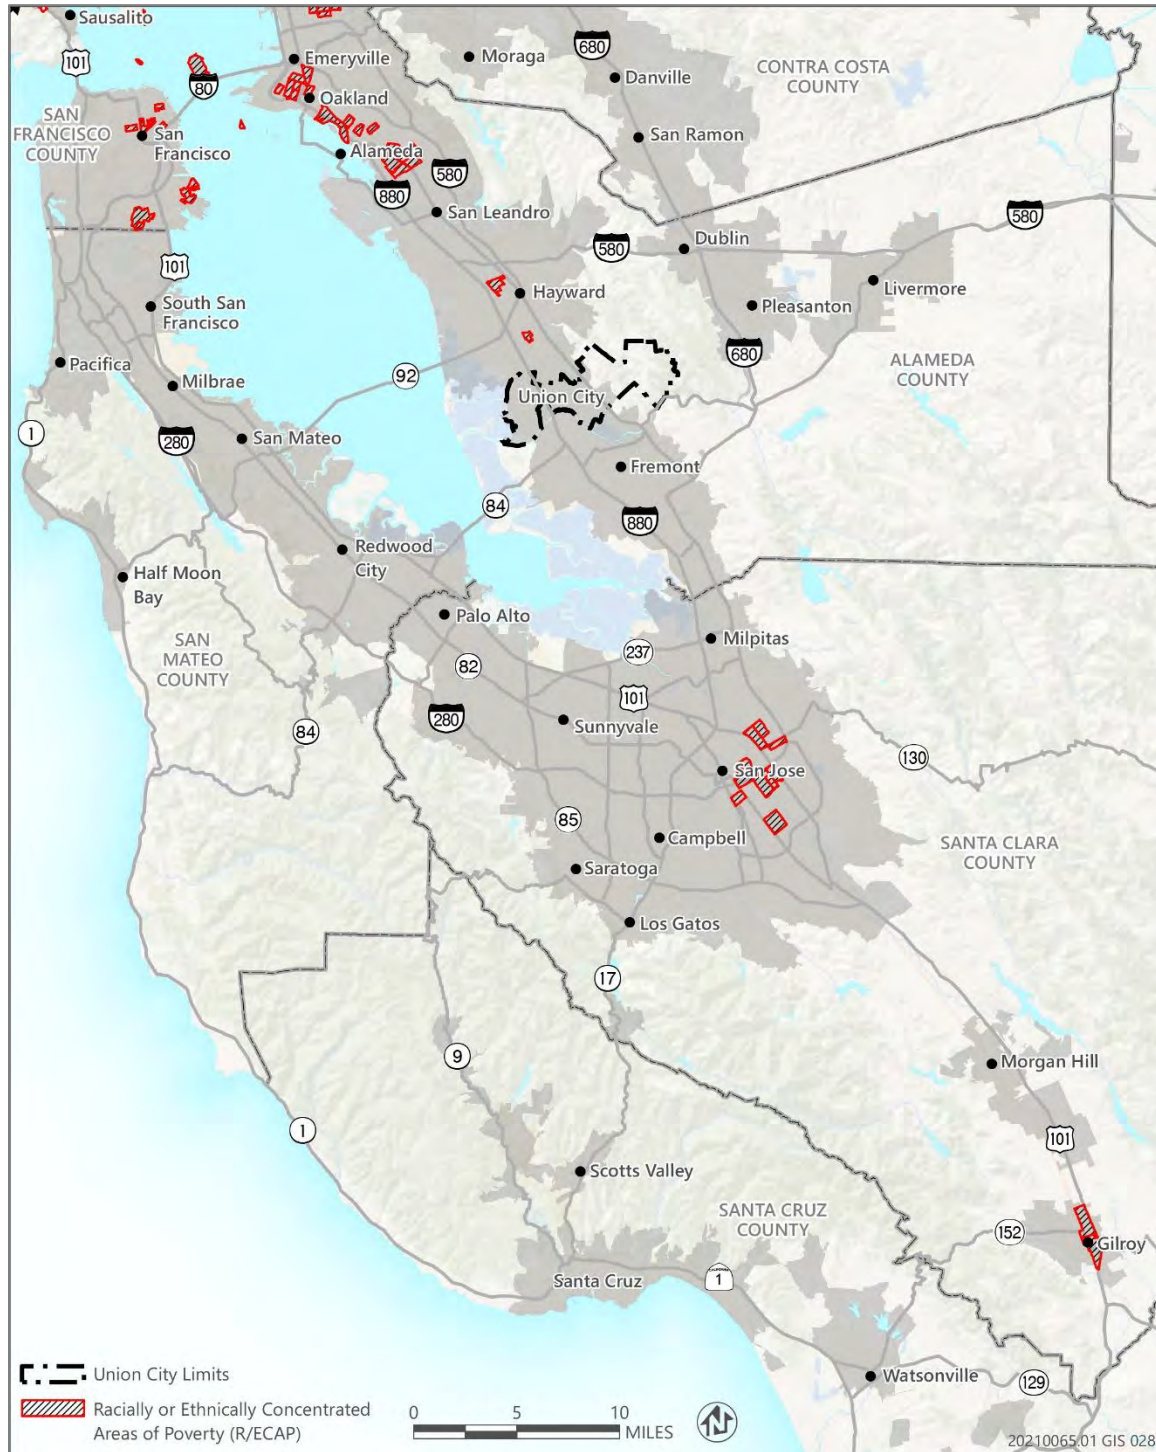 Sausalito
101
Emeryville
Moraga
680
Danville
CONTRA COSTA
COUNTY
80
Oakland
SAN
FRANCISCO
COUNTY
San
Francisco
San Ramon
Alameda
580
880
San Leandro
580
Dublin
580
101
Hayward
Livermore
South San
Francisco
Pleasanton
680
Pacifica
Milbrae
92
ALAMEDA
COUNTY
Union City
1
280
San Mateo
Fremont
84
880
Redwood
City
Half Moon
Bay
Palo Alto
Milpitas
SAN
MATEO
COUNTY
82
237
101
280
Sunnyvale
84
130
San Jose
85
Campbell
SANTA CLARA
COUNTY
Saratoga
Los Gatos
17
9
Morgan Hill
1
101
Scotts Valley
SANTA CRUZ
COUNTY
152
Gilroy
Santa Cruz
CALIFORNIA
1
Watsonville
129
Union City Limits
Racially or Ethnically Concentrated
Areas of Poverty (R/ECAP)
0 5 10
MILES
N
20210065.01 GIS 028